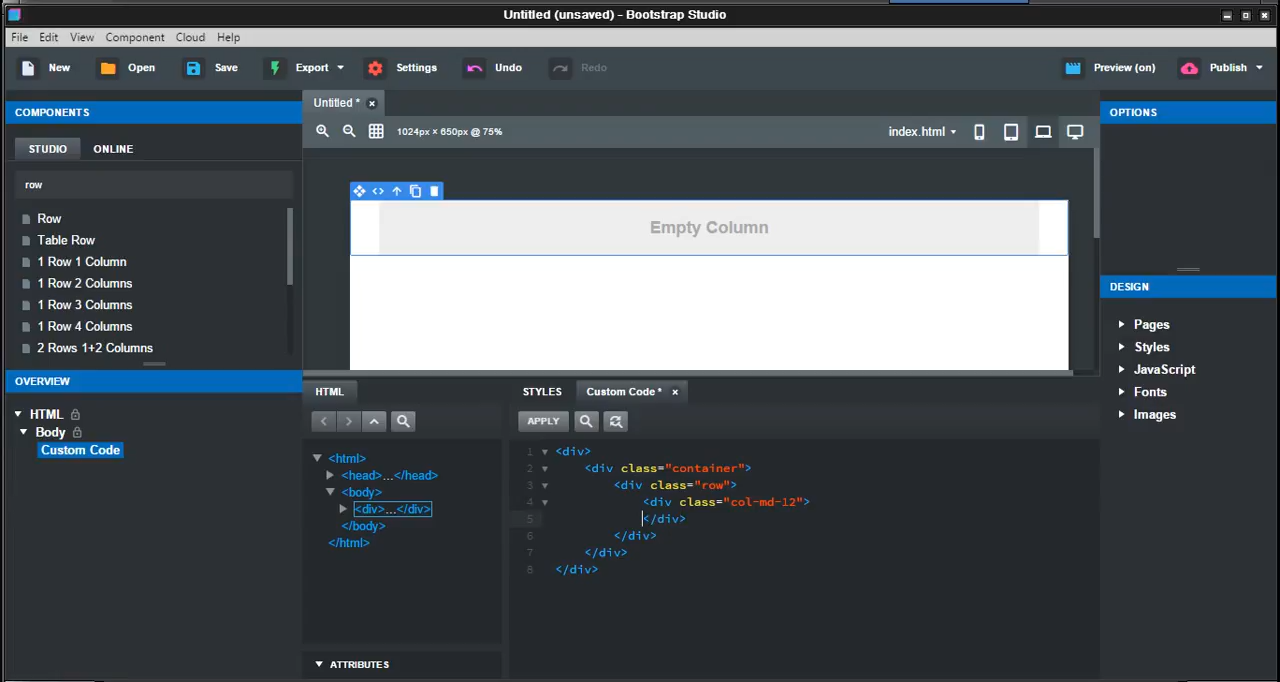 Untitled (unsaved) - Bootstrap Studio
File Edit View Component Cloud Help
New Open Save Export Settings Undo Redo Preview (on) Publish
COMPONENTS
STUDIO ONLINE
row
Row
Table Row
1 Row 1 Column
1 Row 2 Columns
1 Row 3 Columns
1 Row 4 Columns
2 Rows 1+2 Columns
OVERVIEW
HTML
Body
Custom Code
Untitled *
1024px × 650px @ 75%
index.html
Empty Column
HTML
<html>
<head>...</head>
<body>
<div>...</div>
</body>
</html>
ATTRIBUTES
STYLES Custom Code *
APPLY
1 <div>
2 <div class="container">
3 <div class="row">
4 <div class="col-md-12">
5 </div>
6 </div>
7 </div>
8 </div>
OPTIONS
DESIGN
Pages
Styles
JavaScript
Fonts
Images